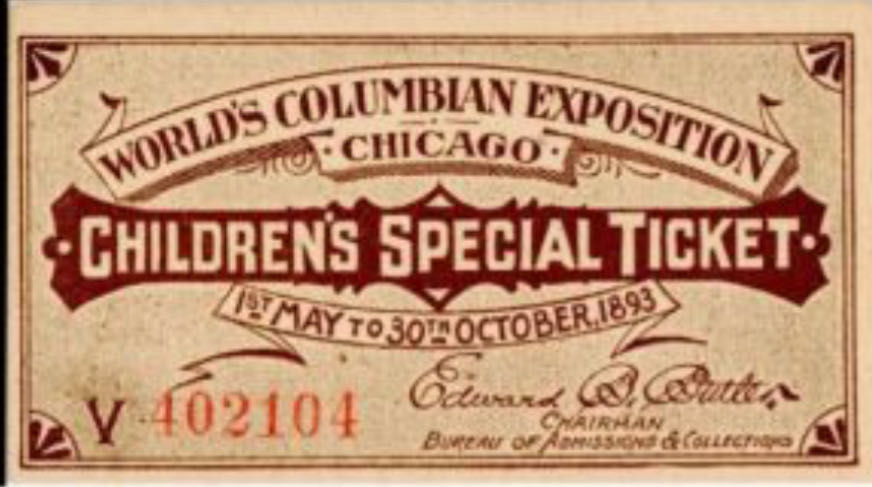 WORLD'S COLUMBIAN EXPOSITION
CHICAGO
CHILDREN'S SPECIAL TICKET
1ST MAY TO 30TH OCTOBER, 1893
V 402104
Edward B. Butler
CHAIRMAN
BUREAU OF ADMISSIONS & COLLECTIONS